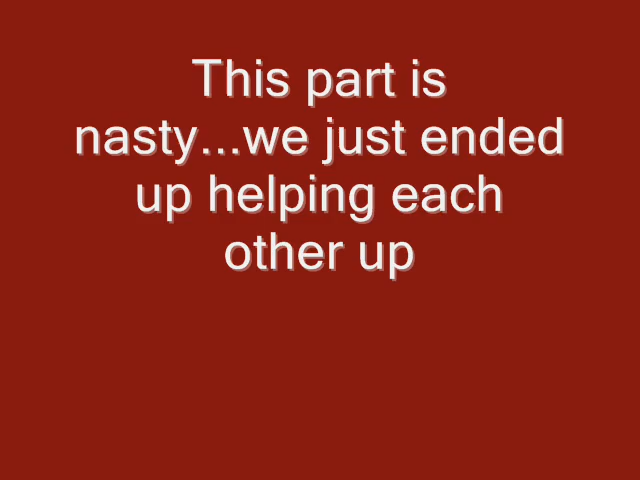 This part is
nasty...we just ended
up helping each
other up